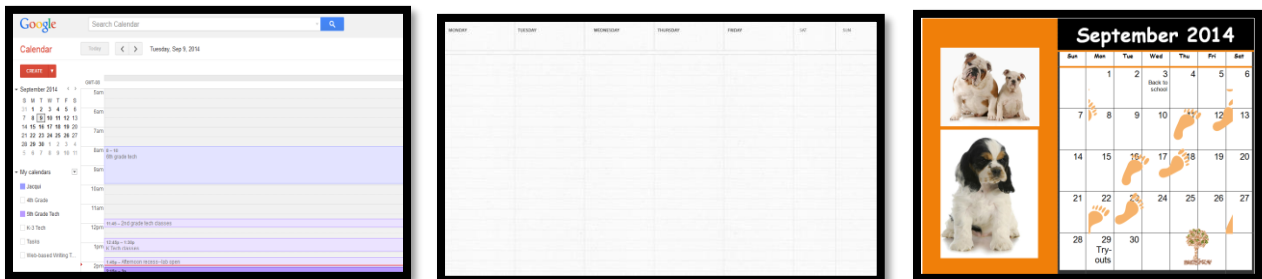 Google
Search Calendar
Calendar
Today
Tuesday, Sep 9, 2014
CREATE
September 2014
S M T W T F S
31 1 2 3 4 5 6
7 8 9 10 11 12 13
14 15 16 17 18 19 20
21 22 23 24 25 26 27
28 29 30 1 2 3 4
5 6 7 8 9 10 11
My calendars
Jacqui
4th Grade
5th Grade Tech
K-3 Tech
Tennis
Web-based Writing T...
GMT-08
5am
6am
7am
8am
5th grade tech
9am
10am
11am
2nd grade tech classes
12pm
1pm
K Tech classes
2pm
MONDAY TUESDAY WEDNESDAY THURSDAY FRIDAY SAT SUN
September 2014
Sun Mon Tue Wed Thu Fri Sat
1 2 3 4 5 6
Back to
school
7 8 9 10 11 12 13
14 15 16 17 18 19 20
21 22 23 24 25 26 27
28 29 30
Try-
outs